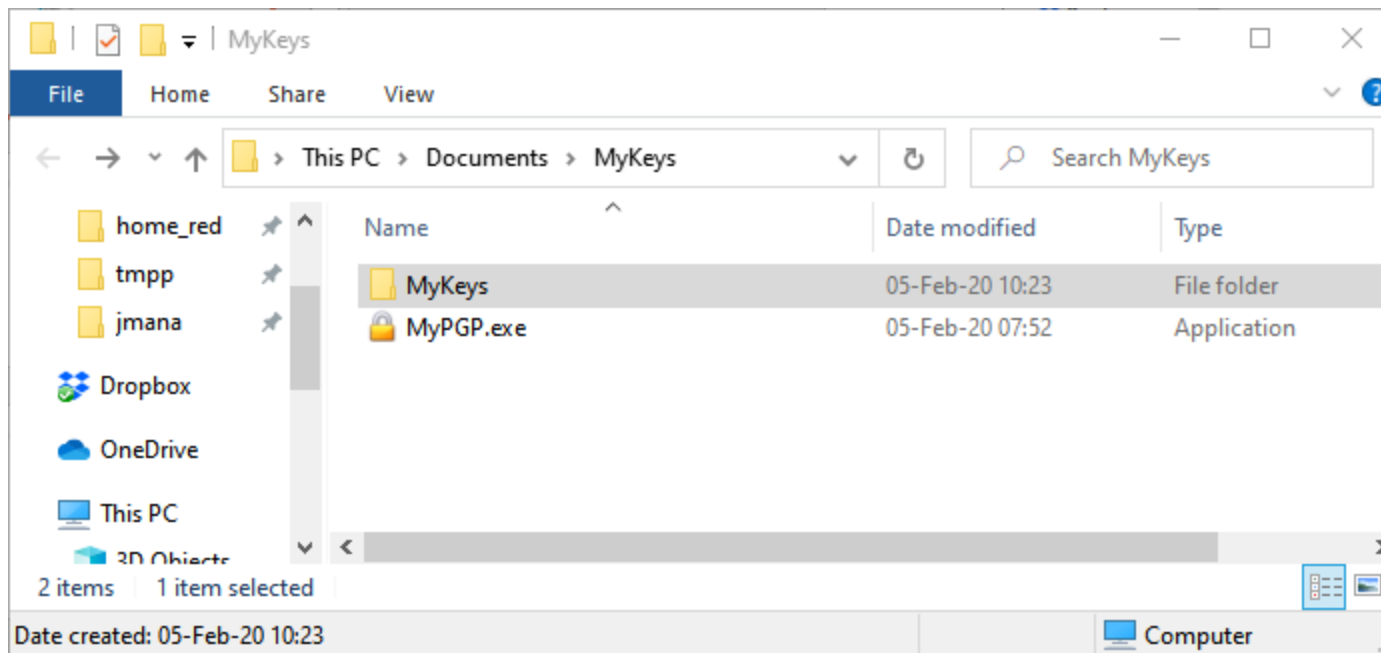 MyKeys
File Home Share View
This PC > Documents > MyKeys
Search MyKeys
home_red
tmpp
jmana
Dropbox
OneDrive
This PC
3D Objects
Name Date modified Type
MyKeys 05-Feb-20 10:23 File folder
MyPGP.exe 05-Feb-20 07:52 Application
2 items 1 item selected
Date created: 05-Feb-20 10:23
Computer